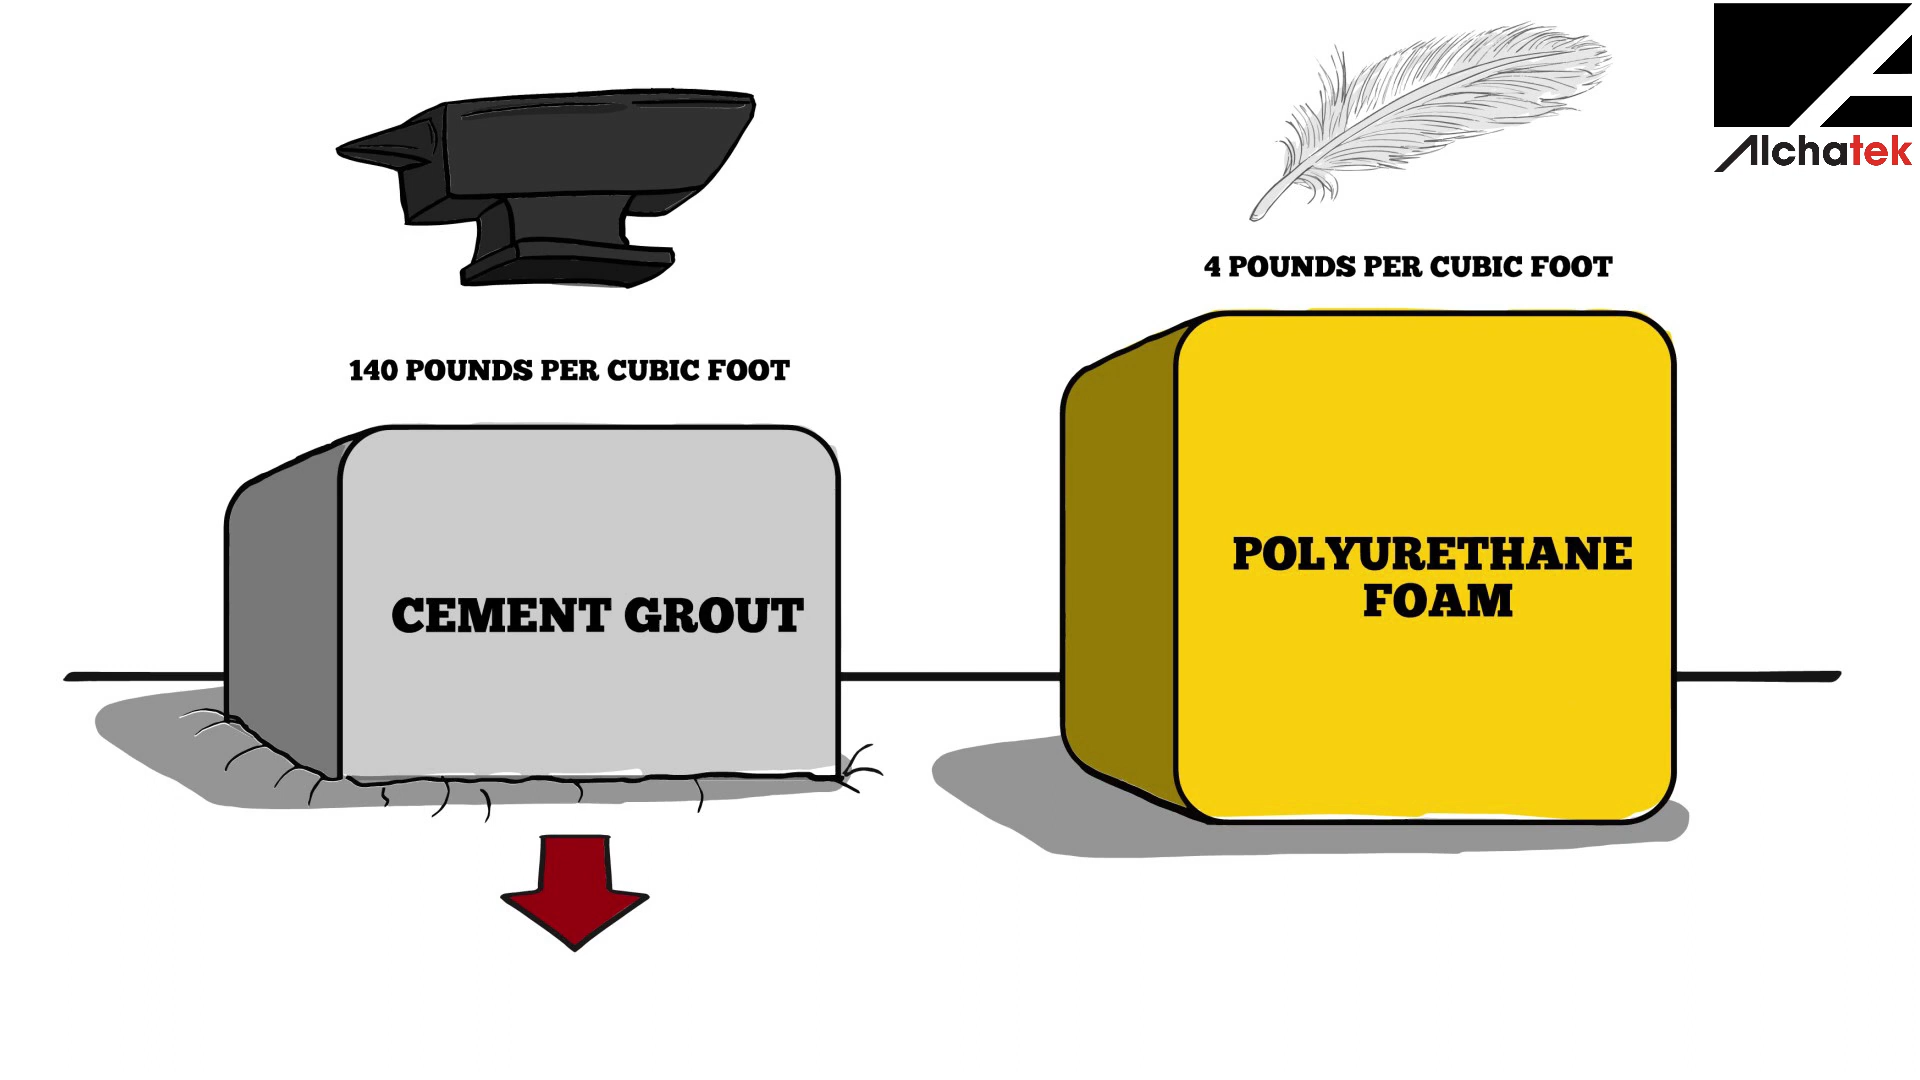 Alchatek
4 POUNDS PER CUBIC FOOT
140 POUNDS PER CUBIC FOOT
POLYURETHANE
FOAM
CEMENT GROUT